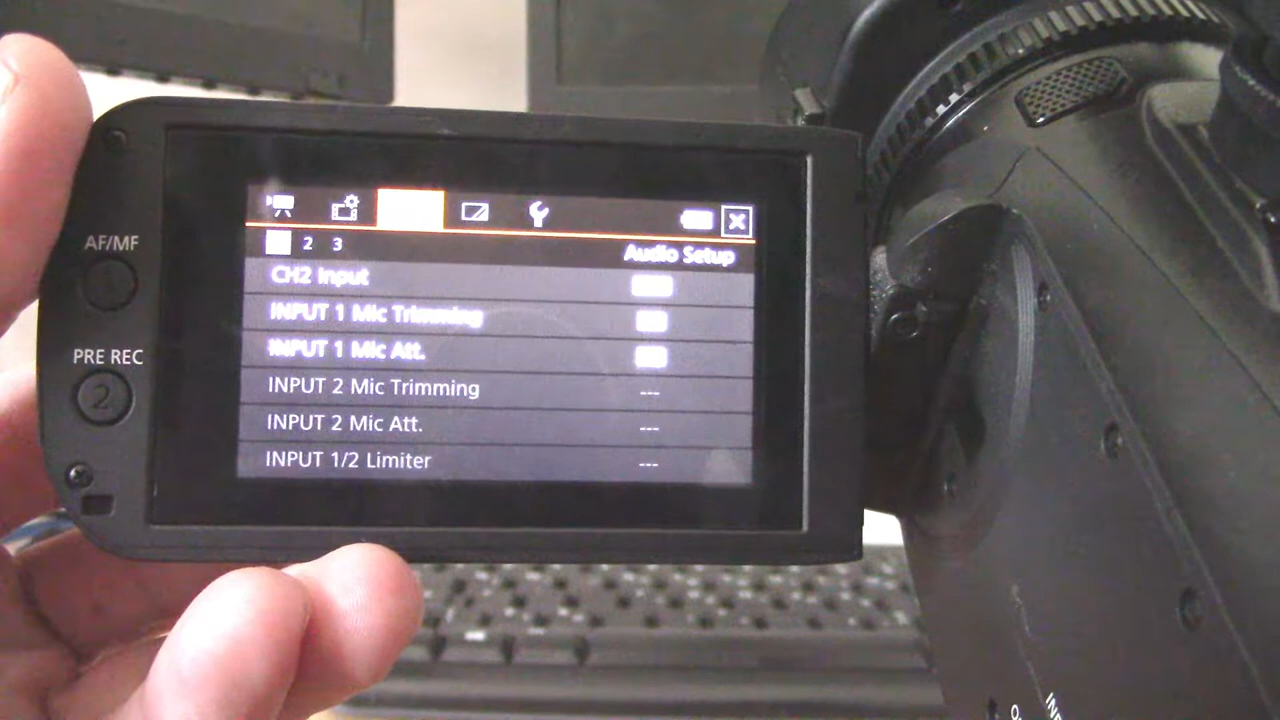 2 3
Audio Setup
AF/MF
1
CH2 Input
INPUT 1 Mic Trimming
INPUT 1 Mic Att.
PRE REC
2
INPUT 2 Mic Trimming ---
INPUT 2 Mic Att. ---
INPUT 1/2 Limiter ---